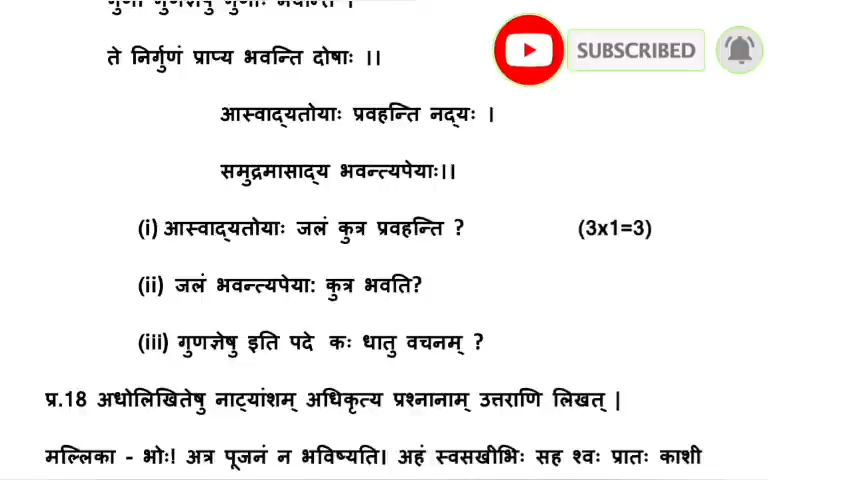 गुणा गुणज्ञेषु गुणाः भवन्ति ।
ते निर्गुणं प्राप्य भवन्ति दोषाः ।।
SUBSCRIBED
आस्वाद्यतोयाः प्रवहन्ति नद्यः ।
समुद्रमासाद्य भवन्त्यपेयाः।।
(i) आस्वाद्यतोयाः जलं कुत्र प्रवहन्ति ? (3x1=3)
(ii) जलं भवन्त्यपेया: कुत्र भवति?
(iii) गुणज्ञेषु इति पदे कः धातु वचनम् ?
प्र.18 अधोलिखितेषु नाट्यांशम् अधिकृत्य प्रश्नानाम् उत्तराणि लिखत् |
मल्लिका - भोः! अत्र पूजनं न भविष्यति। अहं स्वसखीभिः सह श्वः प्रातः काशी